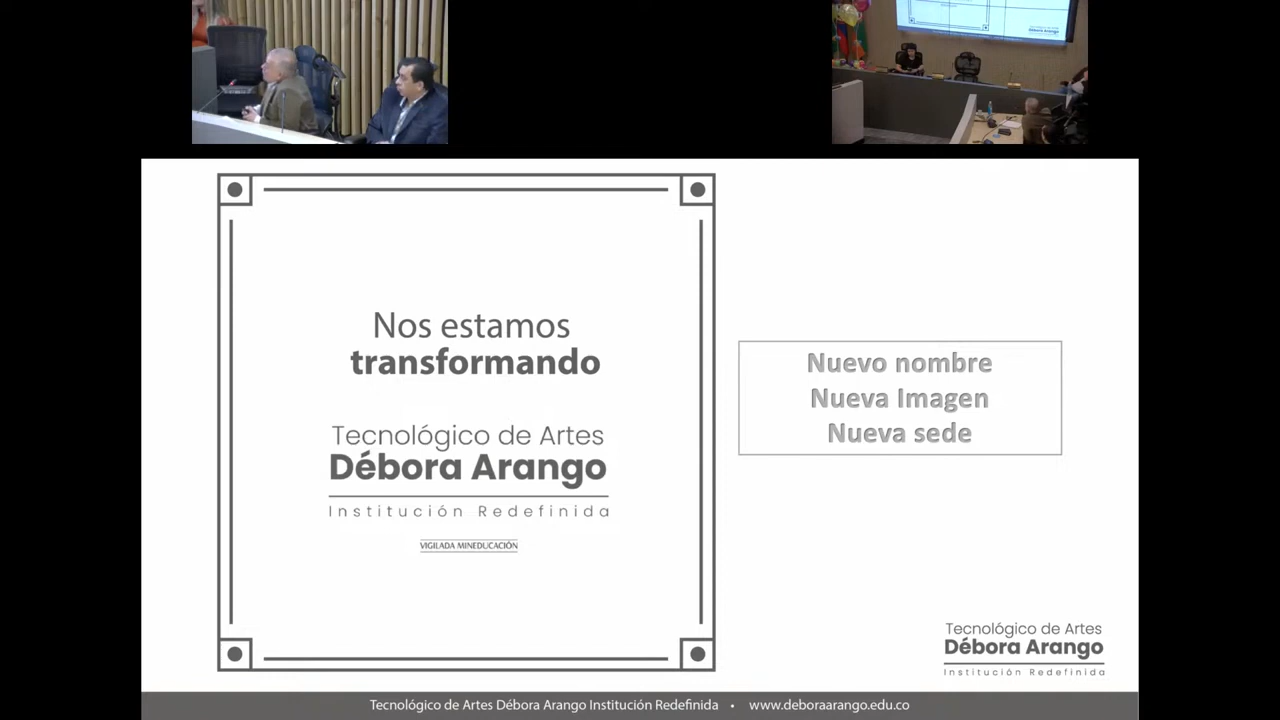 Nos estamos
transformando
Tecnológico de Artes
Débora Arango
Institución Redefinida
VIGILADA MINEDUCACIÓN
Nuevo nombre
Nueva Imagen
Nueva sede
Tecnológico de Artes
Débora Arango
Institución Redefinida
Tecnológico de Artes Débora Arango Institución Redefinida • www.deboraarango.edu.co